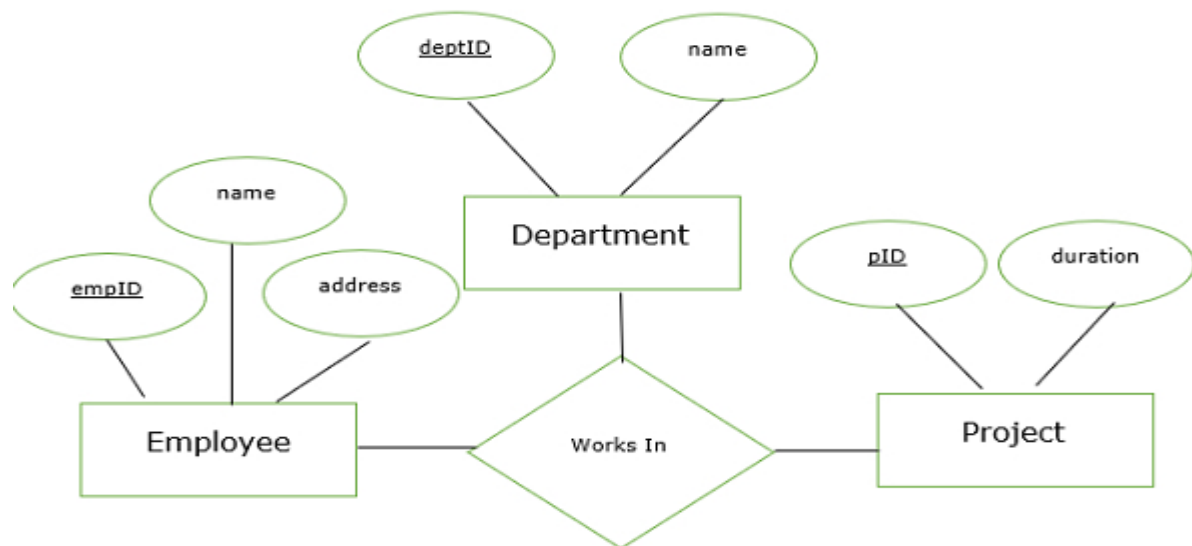 deptID
name
name
Department
empID
address
pID
duration
Employee
Works In
Project